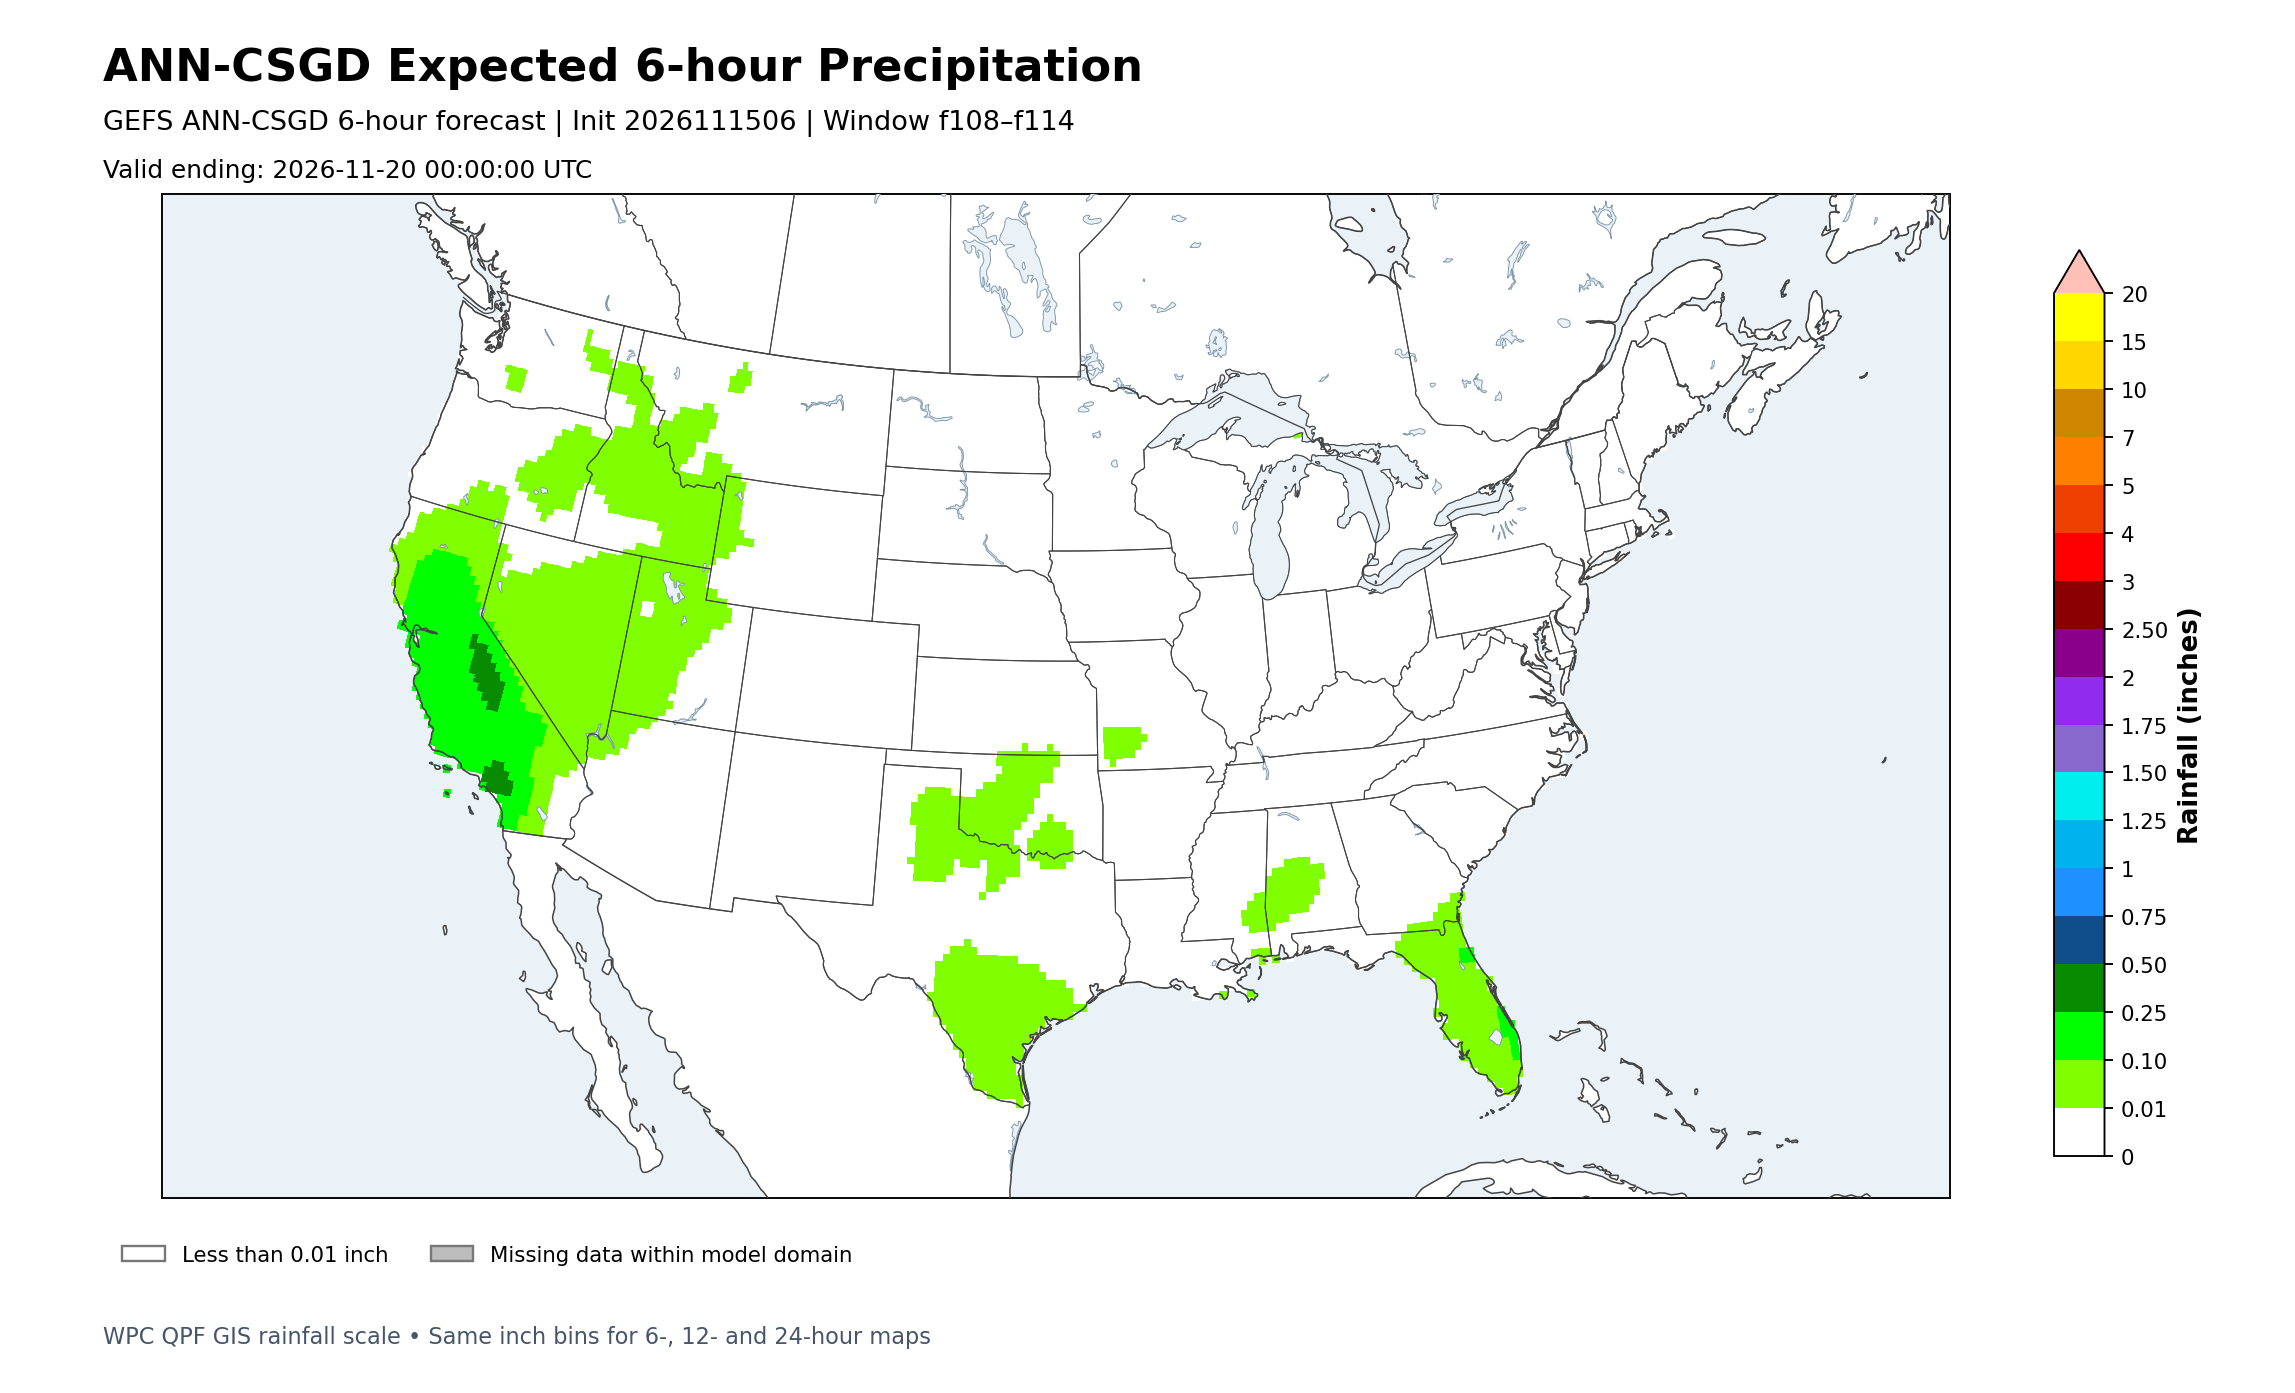 ANN-CSGD Expected 6-hour Precipitation
GEFS ANN-CSGD 6-hour forecast | Init 2026111506 | Window f108–f114
Valid ending: 2026-11-20 00:00:00 UTC
20
15
10
7
5
4
3
2.50
2
1.75
1.50
1.25
1
0.75
0.50
0.25
0.10
0.01
0
Rainfall (inches)
Less than 0.01 inch
Missing data within model domain
WPC QPF GIS rainfall scale • Same inch bins for 6-, 12- and 24-hour maps